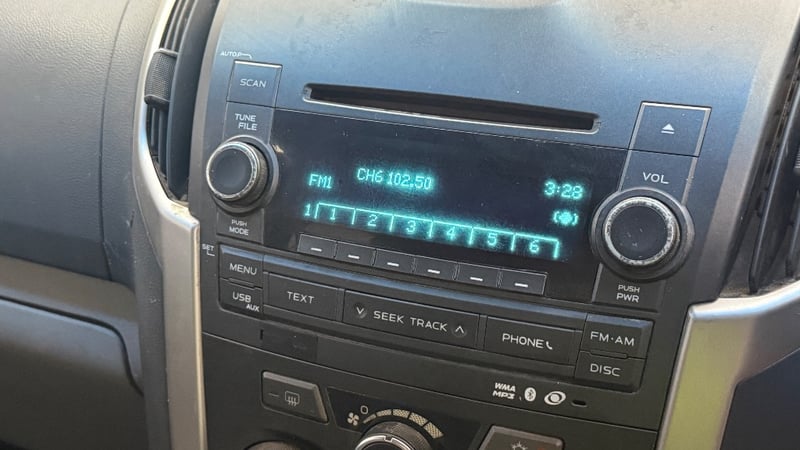 AUTO.P
SCAN
TUNE
FILE
VOL
FM1 CH6 102.50 3:28
1 1 2 3 4 5 6
PUSH
MODE
PUSH
PWR
SET
MENU
USB
AUX
TEXT
SEEK TRACK
PHONE
FM·AM
DISC
WMA
MP3
O